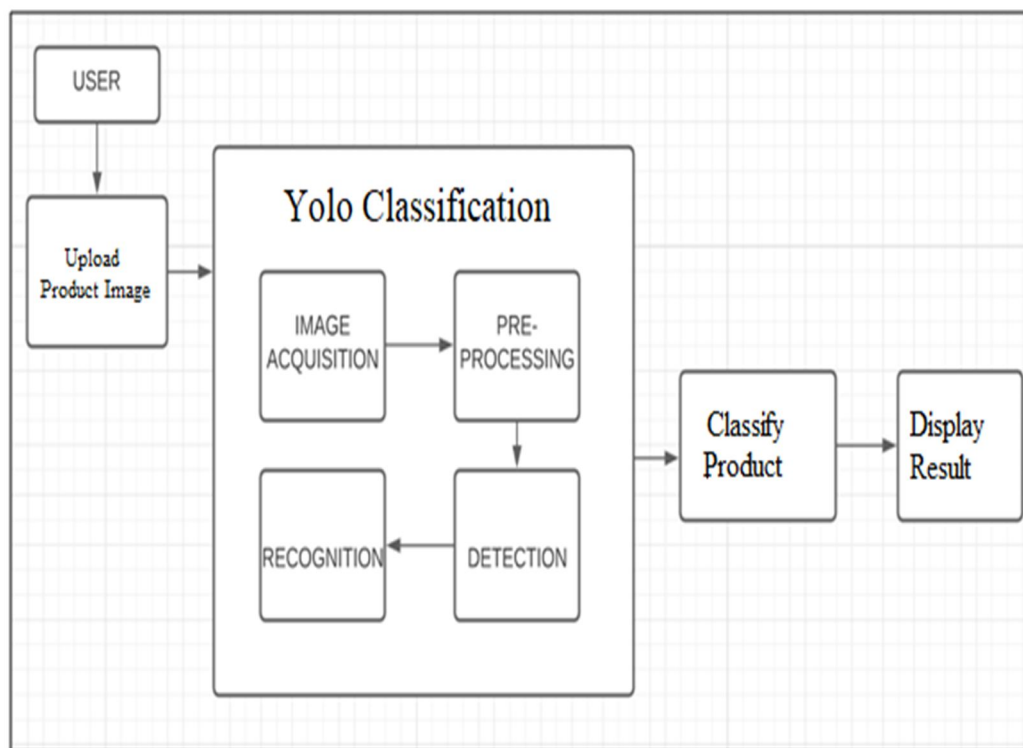 USER
Upload
Product Image
Yolo Classification
IMAGE
ACQUISITION
PRE-
PROCESSING
DETECTION
RECOGNITION
Classify
Product
Display
Result